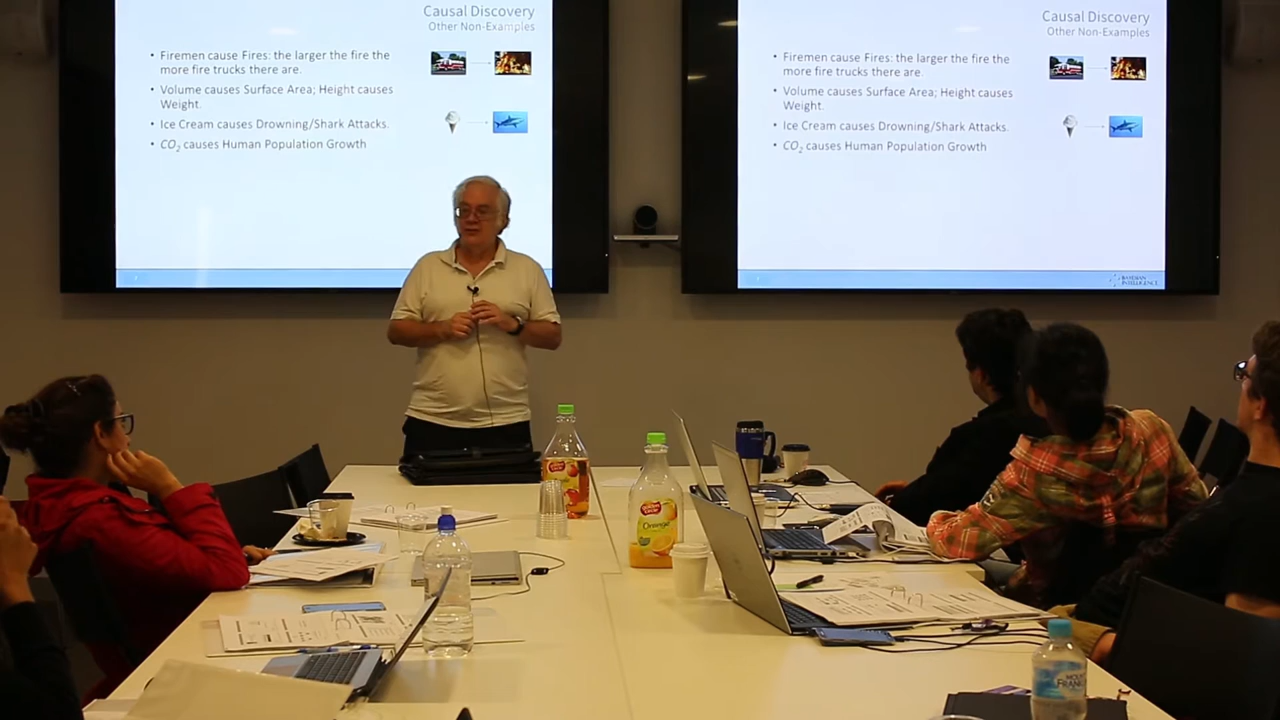 Causal Discovery
Other Non-Examples
• Firemen cause Fires: the larger the fire the
more fire trucks there are.
• Volume causes Surface Area; Height causes
Weight.
• Ice Cream causes Drowning/Shark Attacks.
• CO2 causes Human Population Growth
Causal Discovery
Other Non-Examples
• Firemen cause Fires: the larger the fire the
more fire trucks there are.
• Volume causes Surface Area; Height causes
Weight.
• Ice Cream causes Drowning/Shark Attacks.
• CO2 causes Human Population Growth
BAYESIAN
INTELLIGENCE
Orange